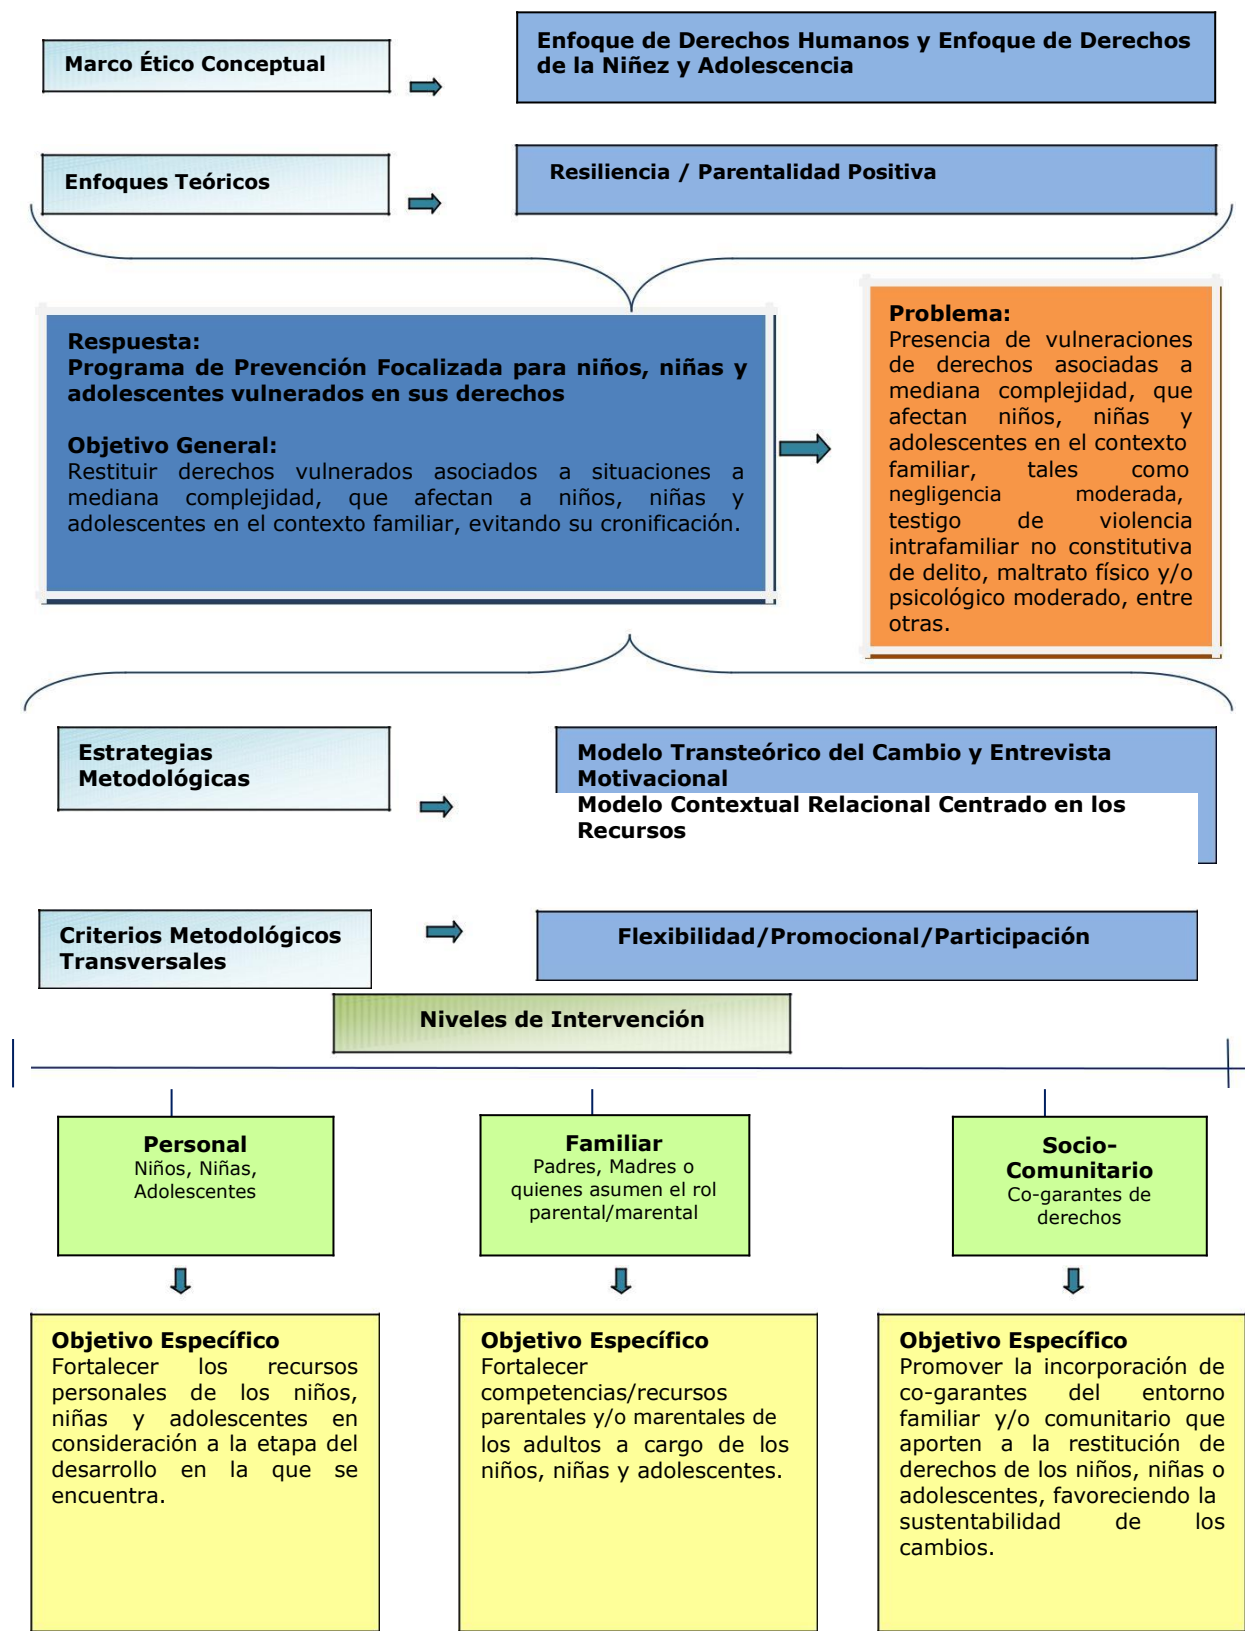 Marco Ético Conceptual
Enfoque de Derechos Humanos y Enfoque de Derechos
de la Niñez y Adolescencia
Enfoques Teóricos
Resiliencia / Parentalidad Positiva
Respuesta:
Programa de Prevención Focalizada para niños, niñas y
adolescentes vulnerados en sus derechos
Objetivo General:
Restituir derechos vulnerados asociados a situaciones a
mediana complejidad, que afectan a niños, niñas y
adolescentes en el contexto familiar, evitando su cronificación.
Problema:
Presencia de vulneraciones
de derechos asociadas a
mediana complejidad, que
afectan niños, niñas y
adolescentes en el contexto
familiar, tales como
negligencia moderada,
testigo de violencia
intrafamiliar no constitutiva
de delito, maltrato físico y/o
psicológico moderado, entre
otras.
Estrategias
Metodológicas
Modelo Transteórico del Cambio y Entrevista
Motivacional
Modelo Contextual Relacional Centrado en los
Recursos
Criterios Metodológicos
Transversales
Flexibilidad/Promocional/Participación
Niveles de Intervención
Personal
Niños, Niñas,
Adolescentes
Familiar
Padres, Madres o
quienes asumen el rol
parental/marental
Socio-
Comunitario
Co-garantes de
derechos
Objetivo Específico
Fortalecer los recursos
personales de los niños,
niñas y adolescentes en
consideración a la etapa del
desarrollo en la que se
encuentra.
Objetivo Específico
Fortalecer
competencias/recursos
parentales y/o marentales de
los adultos a cargo de los
niños, niñas y adolescentes.
Objetivo Específico
Promover la incorporación de
co-garantes del entorno
familiar y/o comunitario que
aporten a la restitución de
derechos de los niños, niñas o
adolescentes, favoreciendo la
sustentabilidad de los
cambios.